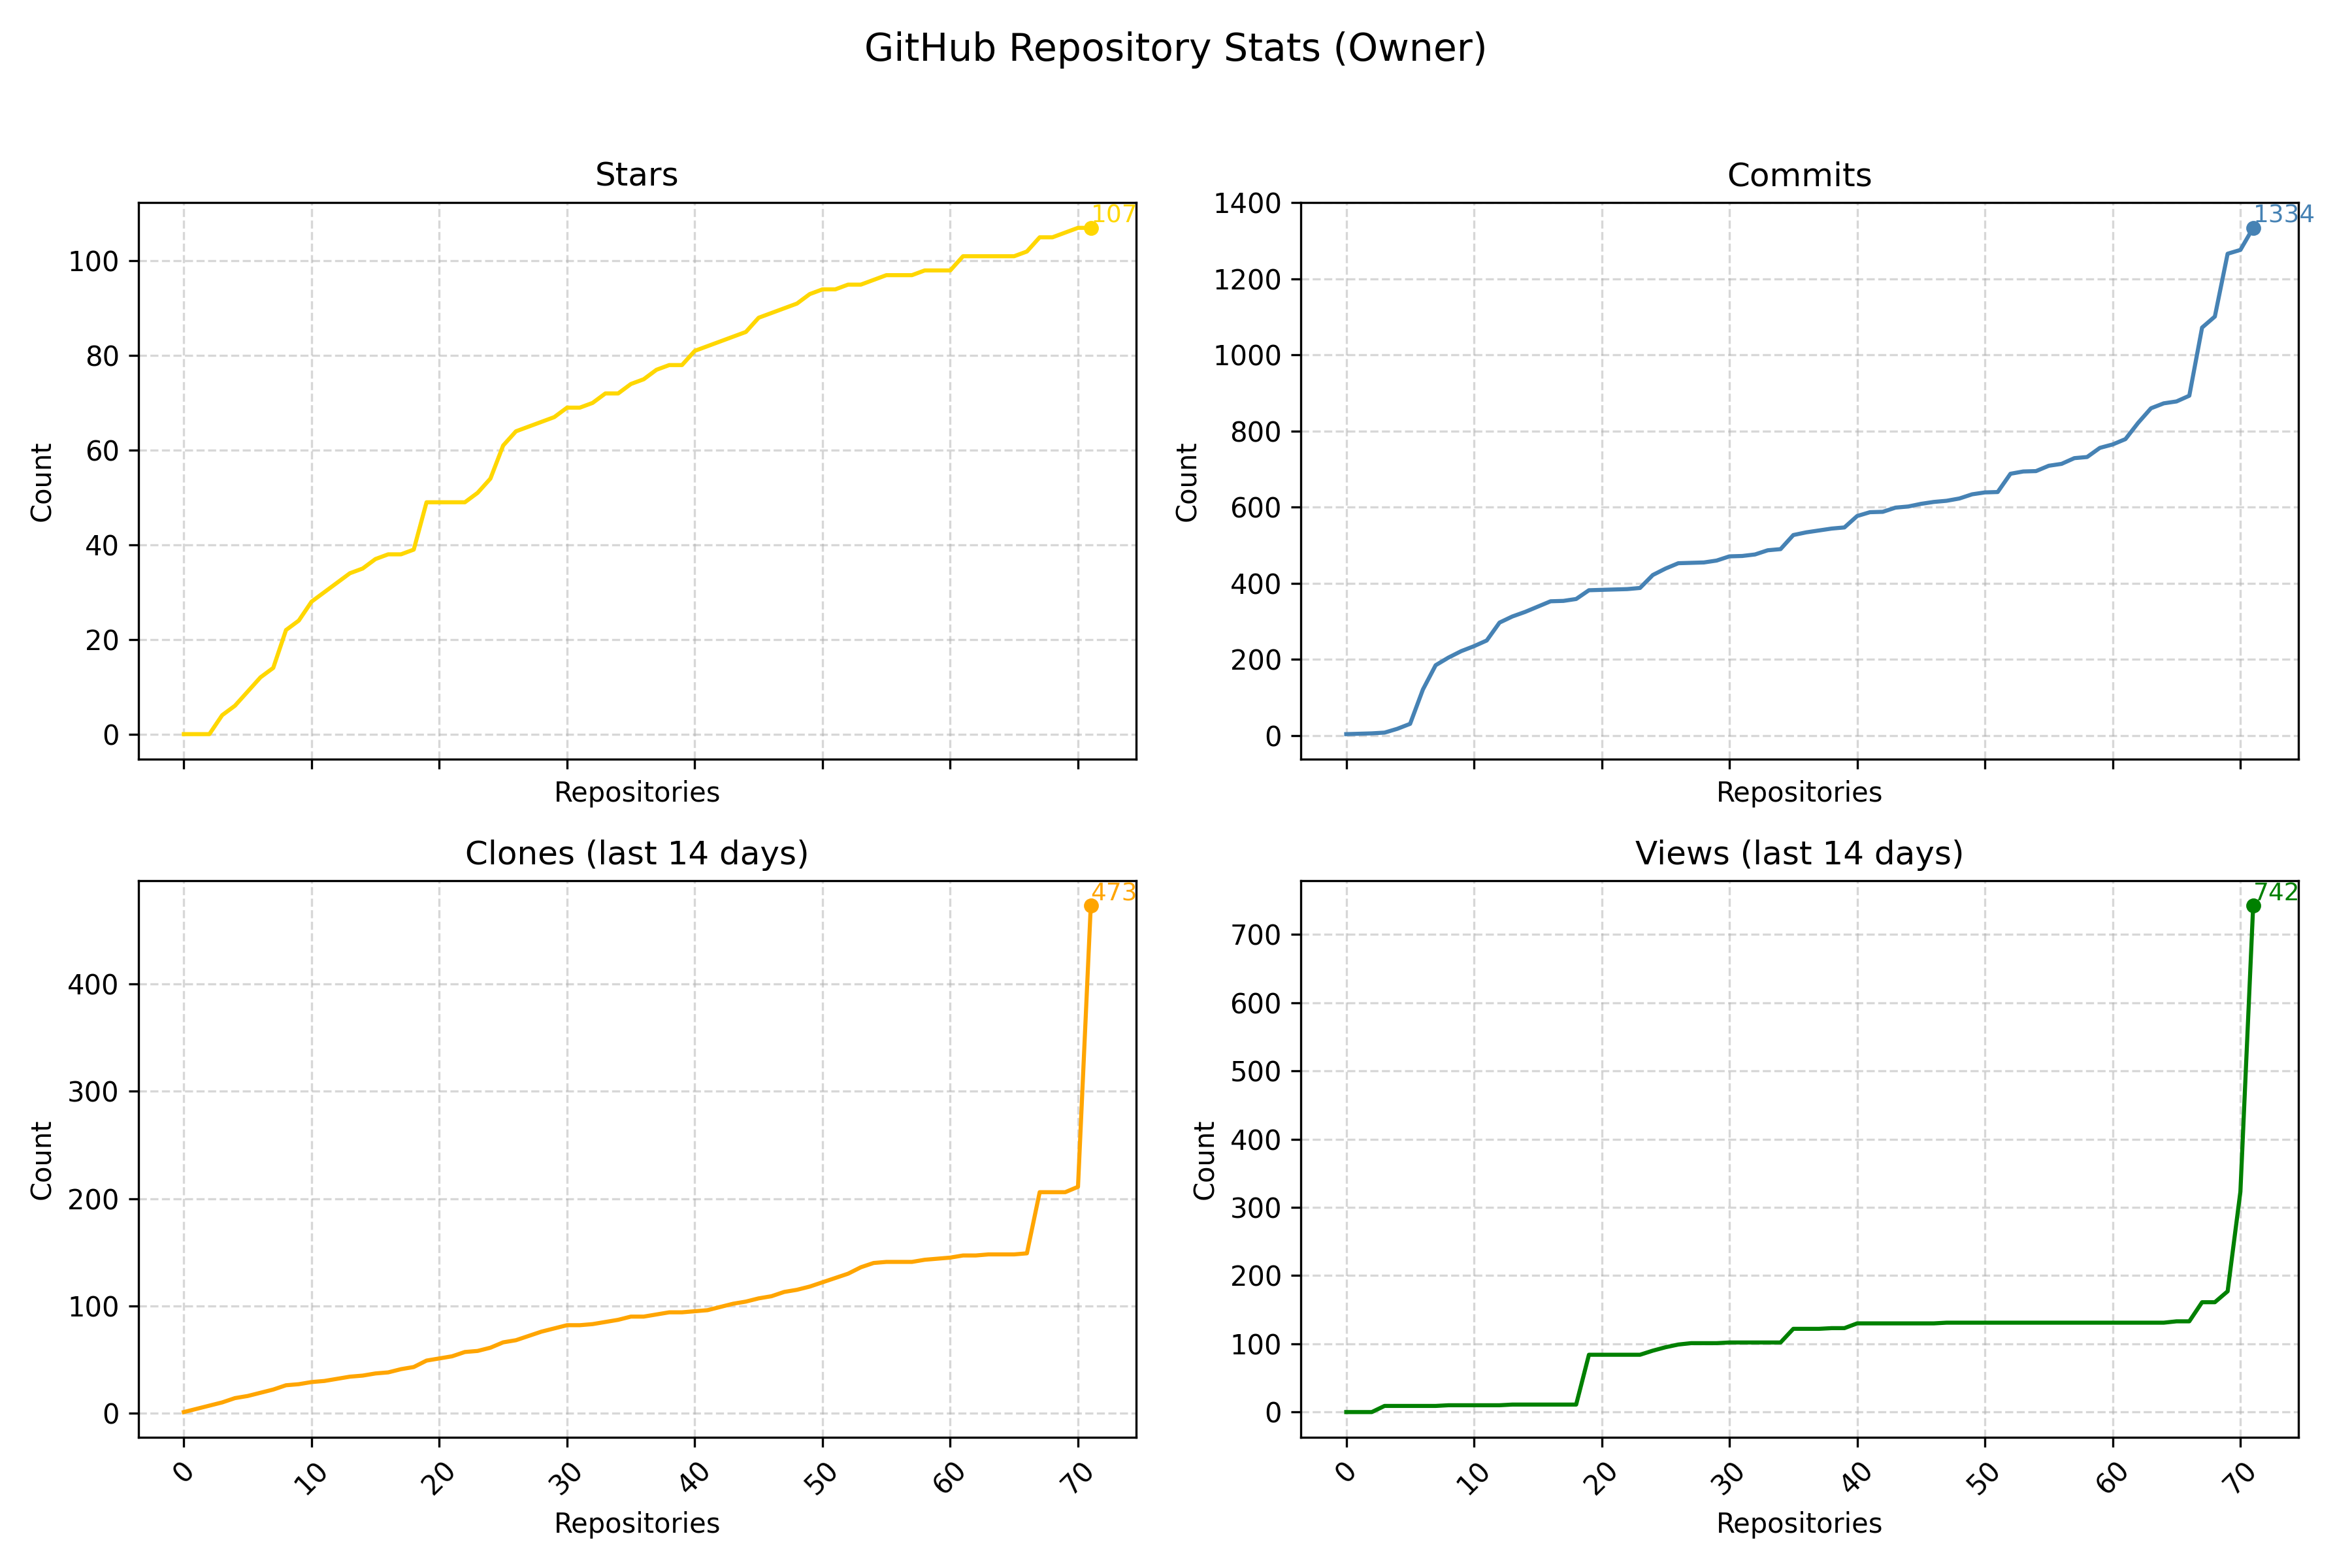 GitHub Repository Stats (Owner)
Stars
107
100
80
60
40
20
0
Count
Repositories
Commits
1334
1400
1200
1000
800
600
400
200
0
Count
Repositories
Clones (last 14 days)
473
400
300
200
100
0
Count
0 10 20 30 40 50 60 70
Repositories
Views (last 14 days)
742
700
600
500
400
300
200
100
0
Count
0 10 20 30 40 50 60 70
Repositories